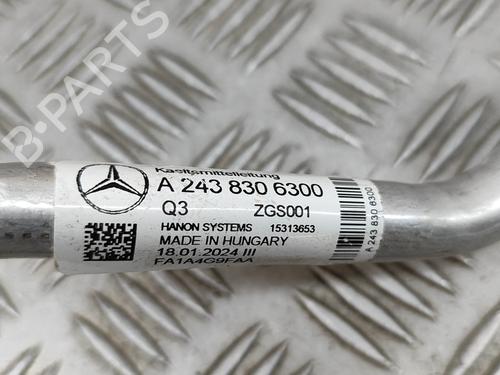 B-PARTS
Kältemittelleitung
A 243 830 6300
Q3 ZGS001
HANON SYSTEMS 15313653
MADE IN HUNGARY
18.01.2024 III
FA1A4G9FAA
A 243 830 6300